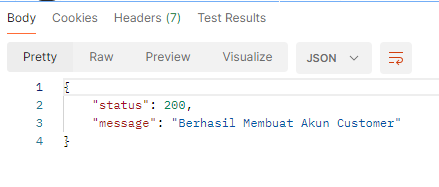 Body Cookies Headers (7) Test Results
Pretty Raw Preview Visualize JSON
1 {
2 "status": 200,
3 "message": "Berhasil Membuat Akun Customer"
4 }